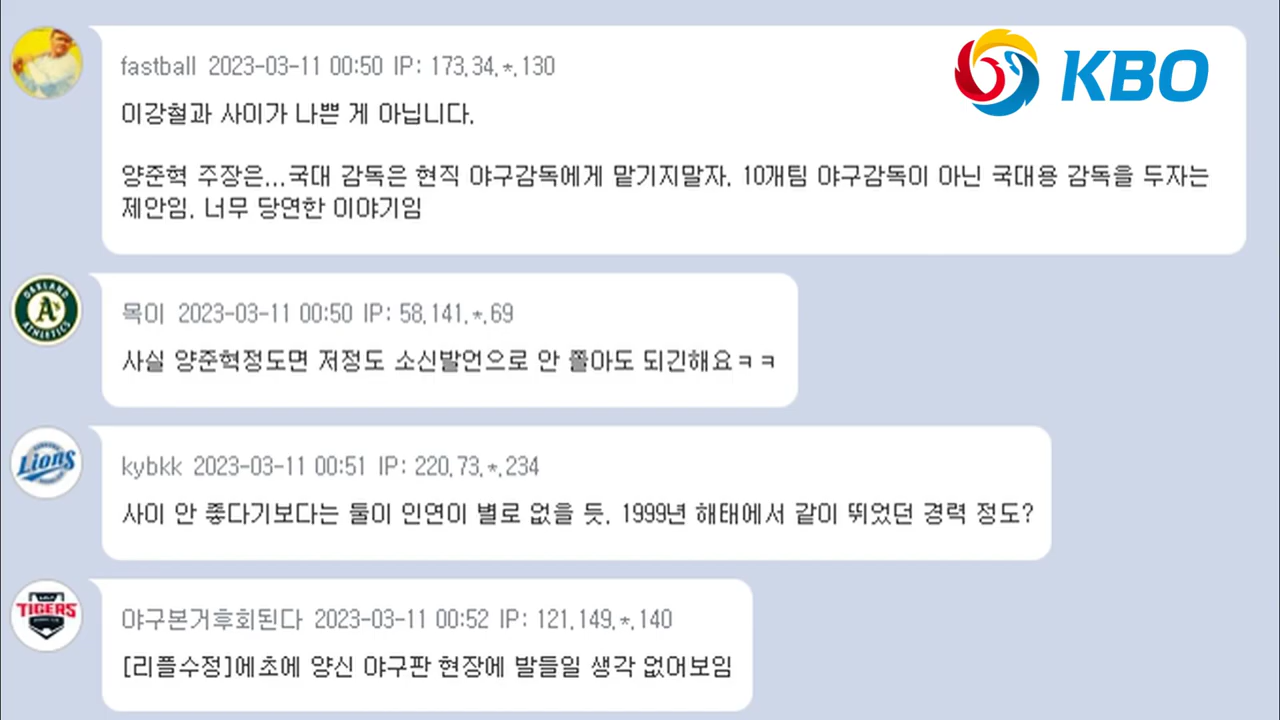 KBO
fastball 2023-03-11 00:50 IP: 173.34.*.130
이강철과 사이가 나쁜 게 아닙니다.
양준혁 주장은...국대 감독은 현직 야구감독에게 맡기지말자. 10개팀 야구감독이 아닌 국대용 감독을 두자는
제안임. 너무 당연한 이야기임
OAKLAND
A's
ATHLETICS
목이 2023-03-11 00:50 IP: 58.141.*.69
사실 양준혁정도면 저정도 소신발언으로 안 쫄아도 되긴해요ㅋㅋ
Lions
kybkk 2023-03-11 00:51 IP: 220.73.*.234
사이 안 좋다기보다는 둘이 인연이 별로 없을 듯. 1999년 해태에서 같이 뛰었던 경력 정도?
TIGERS
야구본거후회된다 2023-03-11 00:52 IP: 121.149.*.140
[리플수정]애초에 양신 야구판 현장에 발들일 생각 없어보임